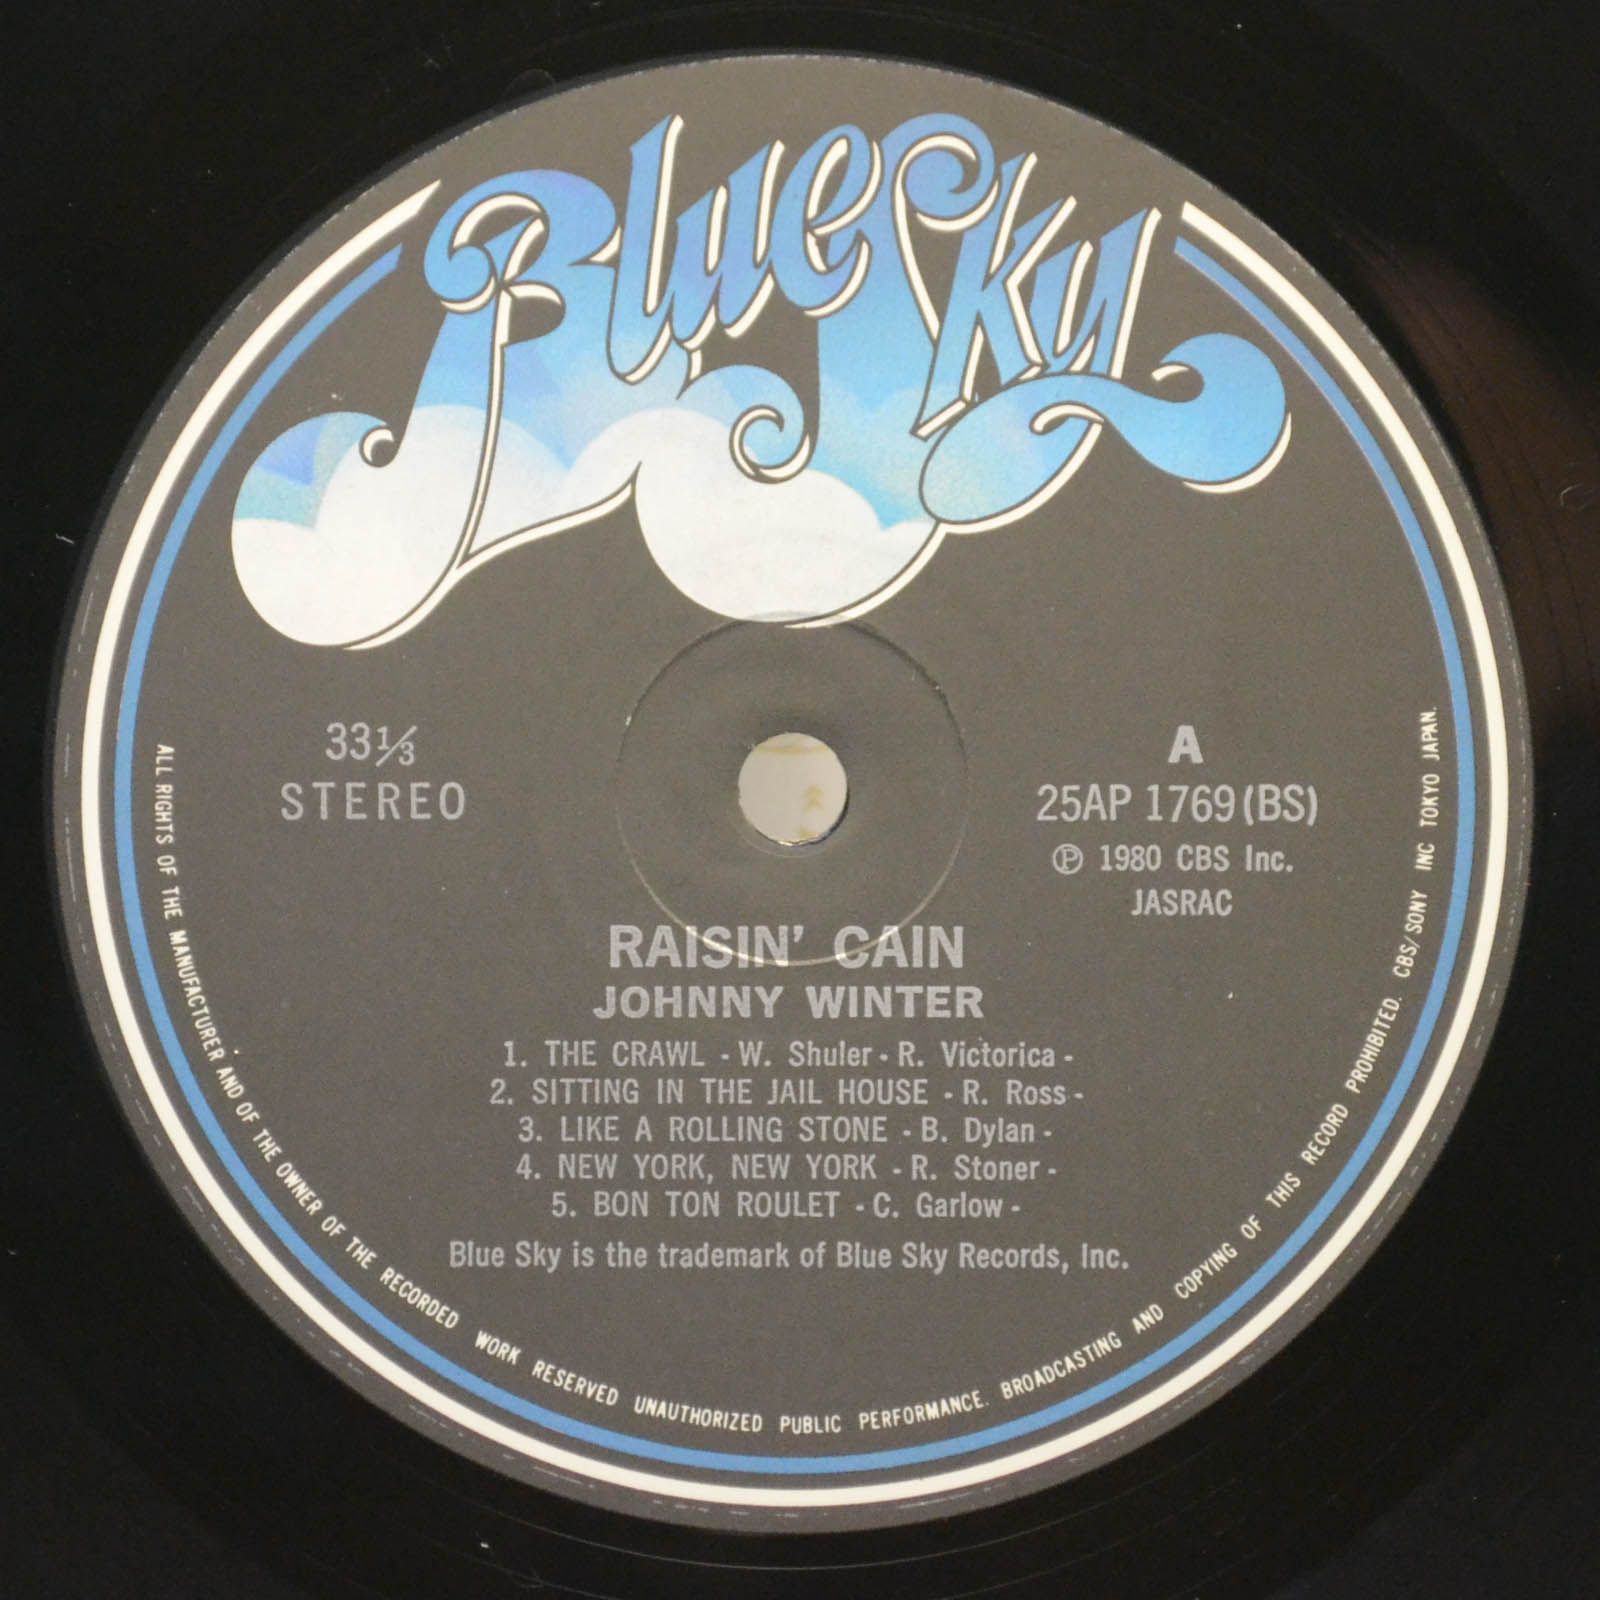 Blue Sky
33 1/3
STEREO
A
25AP 1769(BS)
℗ 1980 CBS Inc.
JASRAC
RAISIN' CAIN
JOHNNY WINTER
1. THE CRAWL - W. Shuler - R. Victorica -
2. SITTING IN THE JAIL HOUSE - R. Ross -
3. LIKE A ROLLING STONE - B. Dylan -
4. NEW YORK, NEW YORK - R. Stoner -
5. BON TON ROULET - C. Garlow -
Blue Sky is the trademark of Blue Sky Records, Inc.
ALL RIGHTS OF THE MANUFACTURER AND OF THE OWNER OF THE RECORDED WORK RESERVED UNAUTHORIZED PUBLIC PERFORMANCE. BROADCASTING AND COPYING OF THIS RECORD PROHIBITED. CBS/SONY INC TOKYO JAPAN.